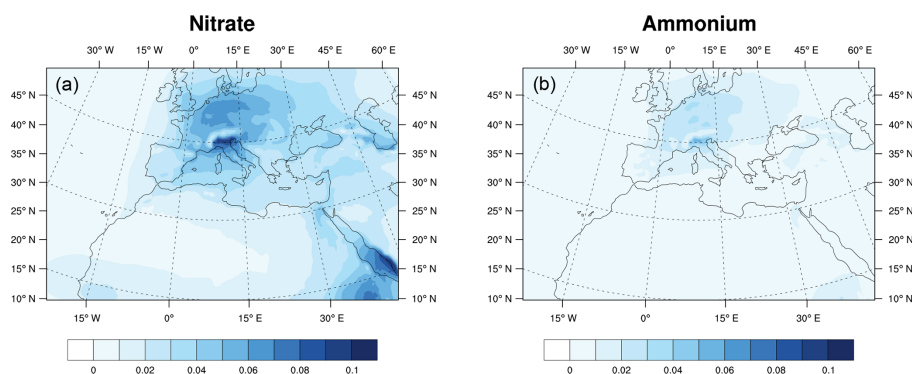 Nitrate
30° W 15° W 0° 15° E 30° E 45° E 60° E
(a)
45° N 45° N
40° N 40° N
35° N 35° N
30° N 30° N
25° N 25° N
20° N 20° N
15° N 15° N
10° N 10° N
15° W 0° 15° E 30° E
0 0.02 0.04 0.06 0.08 0.1
Ammonium
30° W 15° W 0° 15° E 30° E 45° E 60° E
(b)
45° N 45° N
40° N 40° N
35° N 35° N
30° N 30° N
25° N 25° N
20° N 20° N
15° N 15° N
10° N 10° N
15° W 0° 15° E 30° E
0 0.02 0.04 0.06 0.08 0.1